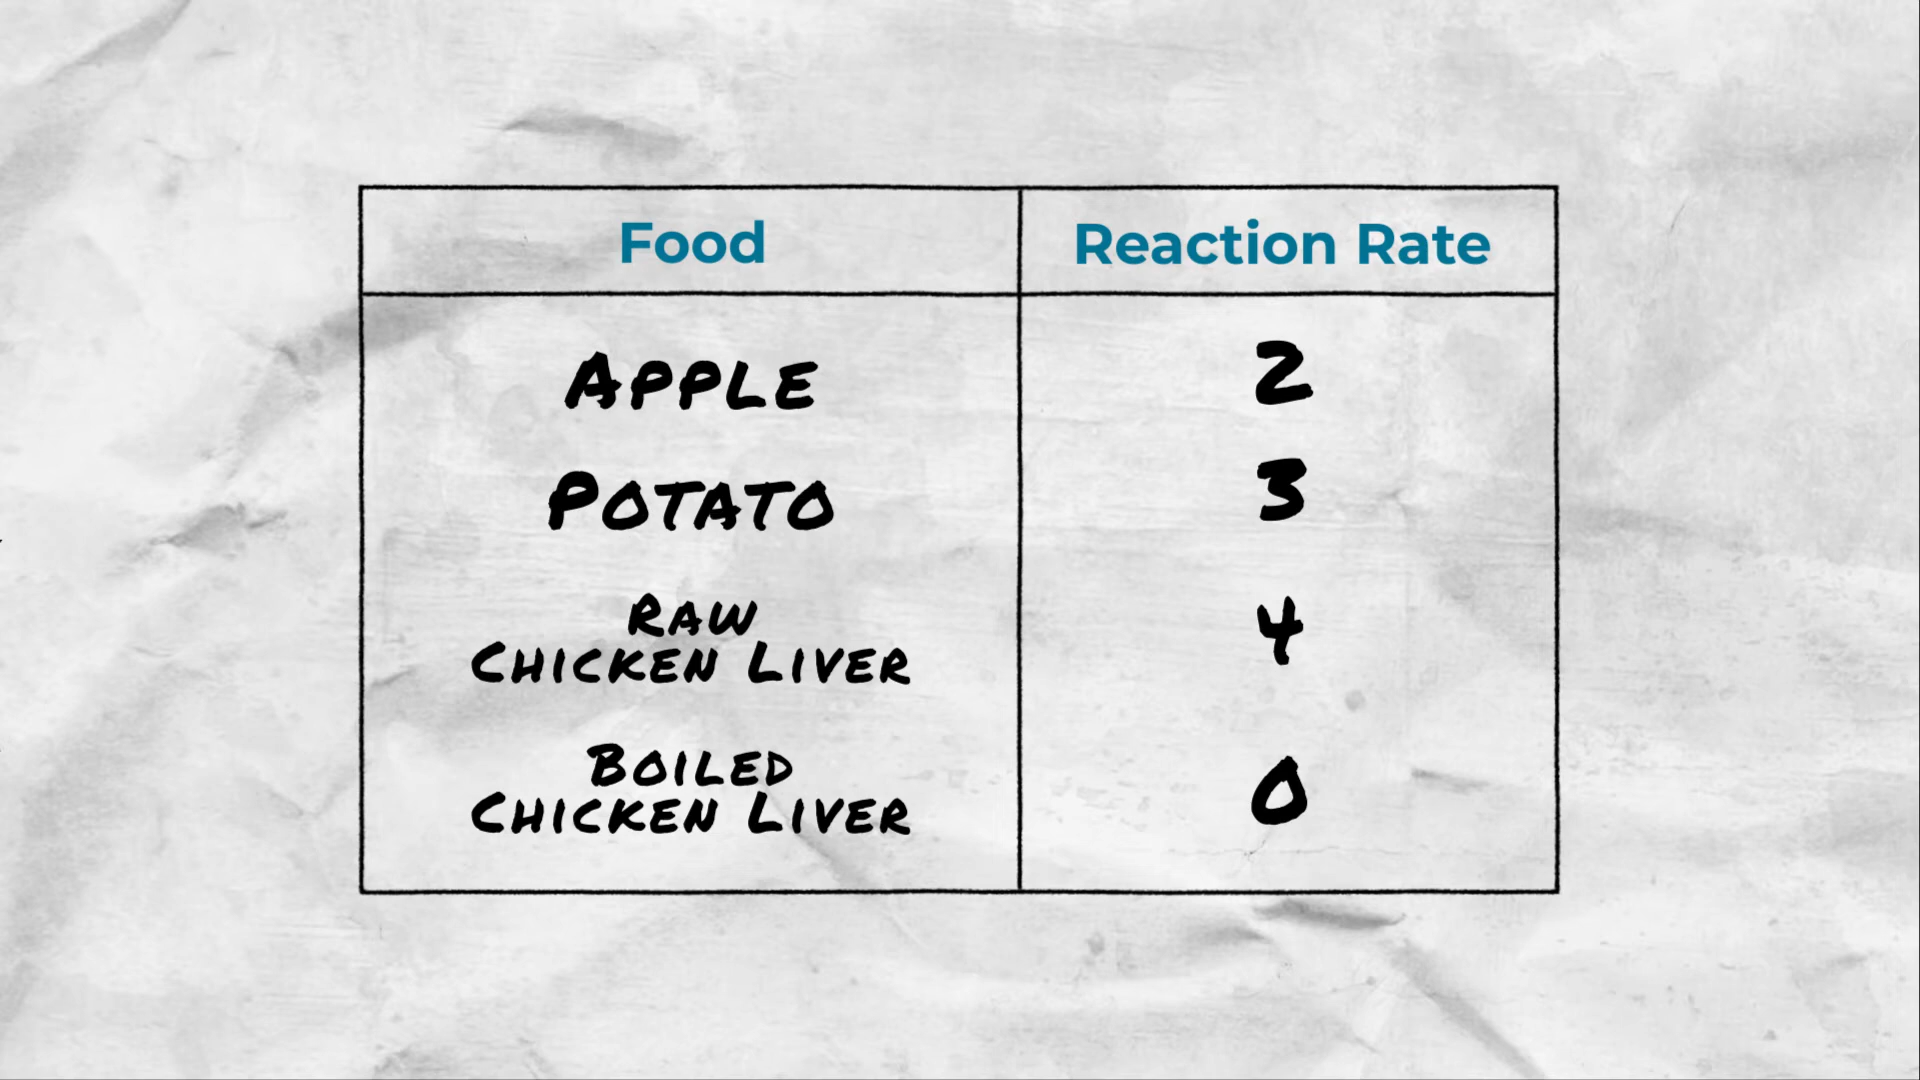 Food
Reaction Rate
Apple
2
Potato
3
Raw
Chicken Liver
4
Boiled
Chicken Liver
0